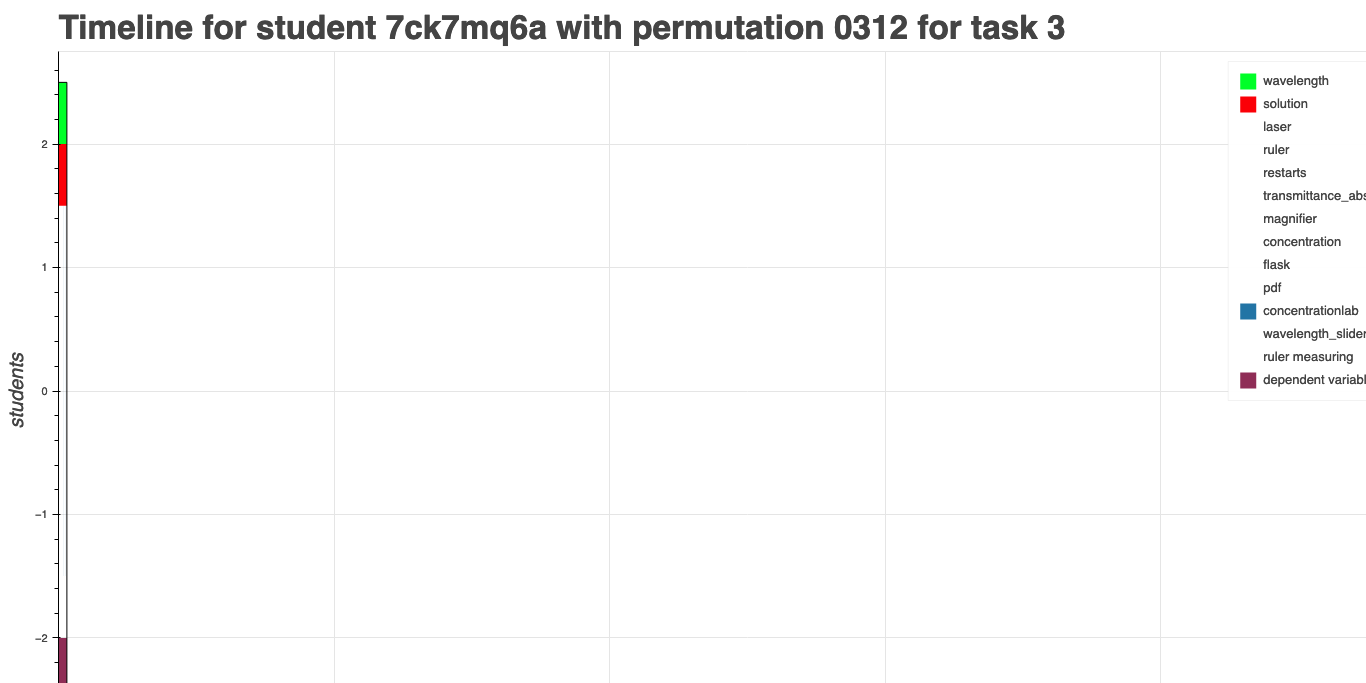 Timeline for student 7ck7mq6a with permutation 0312 for task 3
wavelength
solution
laser
ruler
restarts
transmittance_abs
magnifier
concentration
flask
pdf
concentrationlab
wavelength_slider
ruler measuring
dependent variabl
students
2
1
0
−1
−2